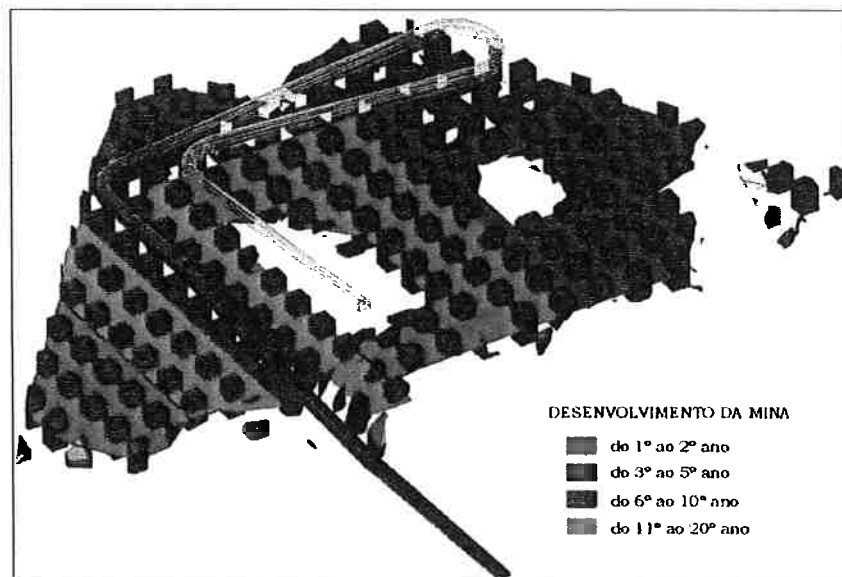 DESENVOLVIMENTO DA MINA
do 1º ao 2º ano
do 3º ao 5º ano
do 6º ao 10º ano
do 11º ao 20º ano